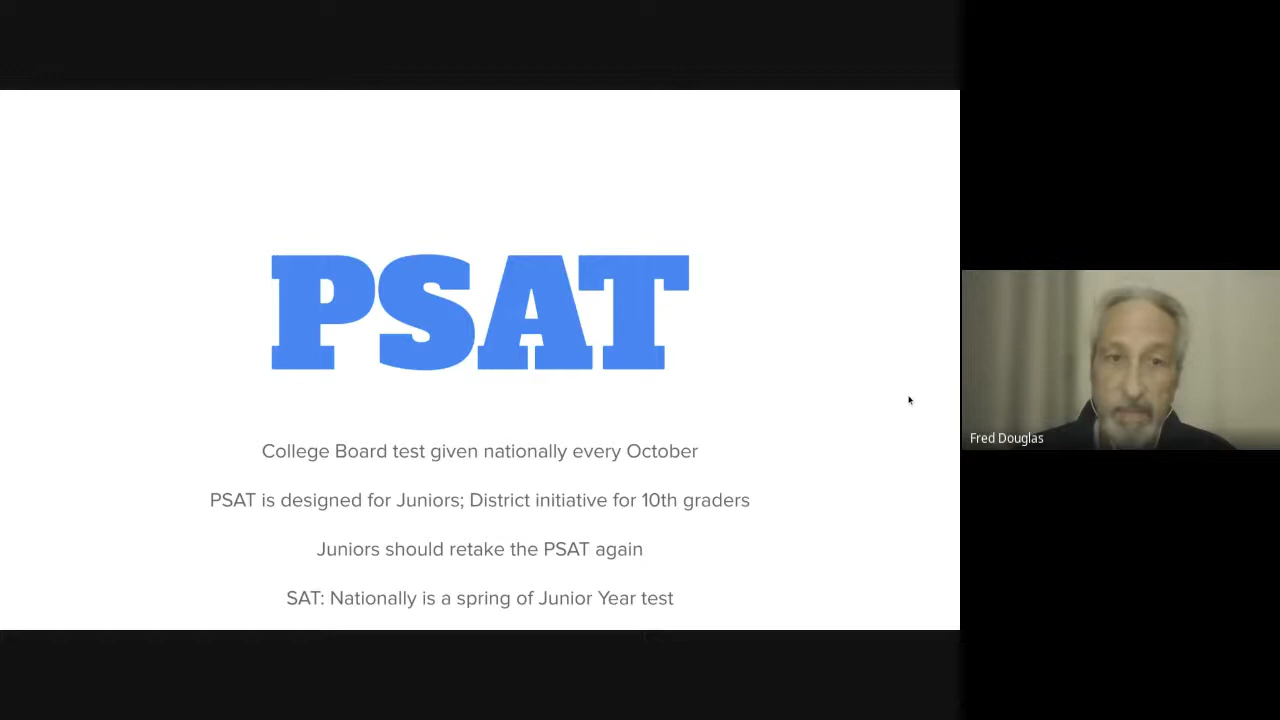 PSAT
College Board test given nationally every October
PSAT is designed for Juniors; District initiative for 10th graders
Juniors should retake the PSAT again
SAT: Nationally is a spring of Junior Year test
Fred Douglas